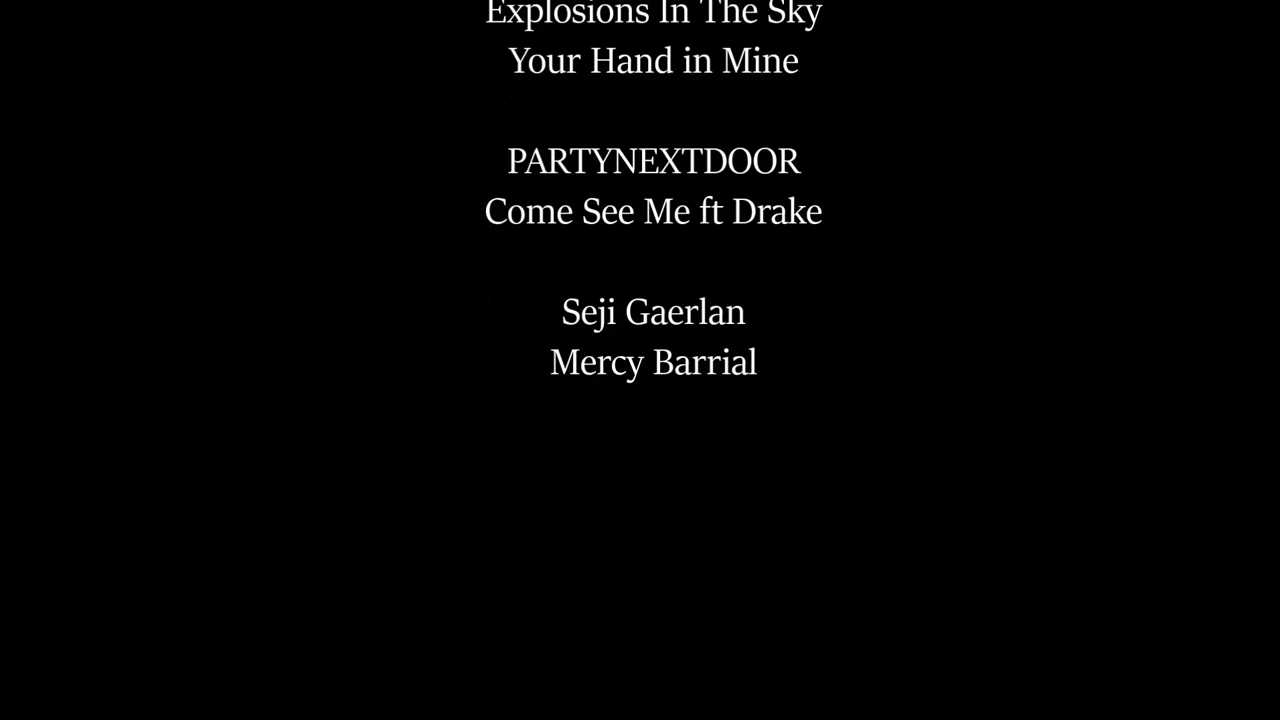 Explosions In The Sky
Your Hand in Mine
PARTYNEXTDOOR
Come See Me ft Drake
Seji Gaerlan
Mercy Barrial